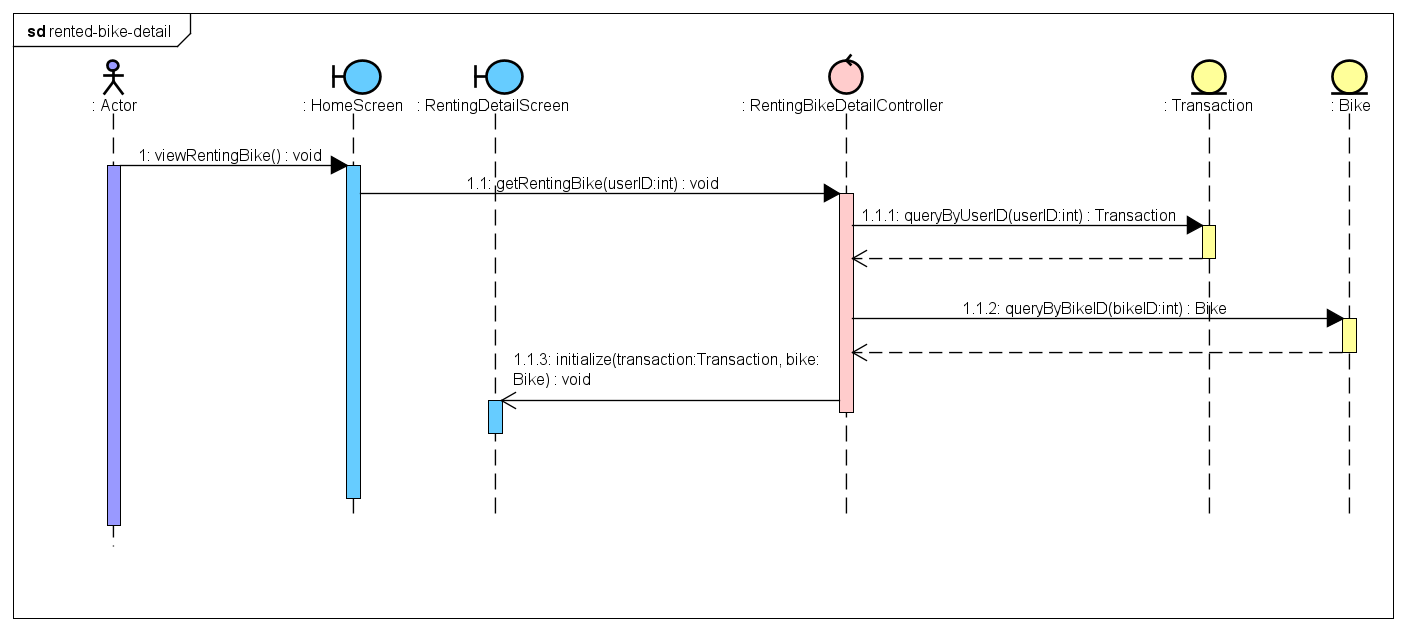 sd rented-bike-detail
: Actor
: HomeScreen
: RentingDetailScreen
: RentingBikeDetailController
: Transaction
: Bike
1: viewRentingBike() : void
1.1: getRentingBike(userID:int) : void
1.1.1: queryByUserID(userID:int) : Transaction
1.1.2: queryByBikeID(bikeID:int) : Bike
1.1.3: initialize(transaction:Transaction, bike:
Bike) : void